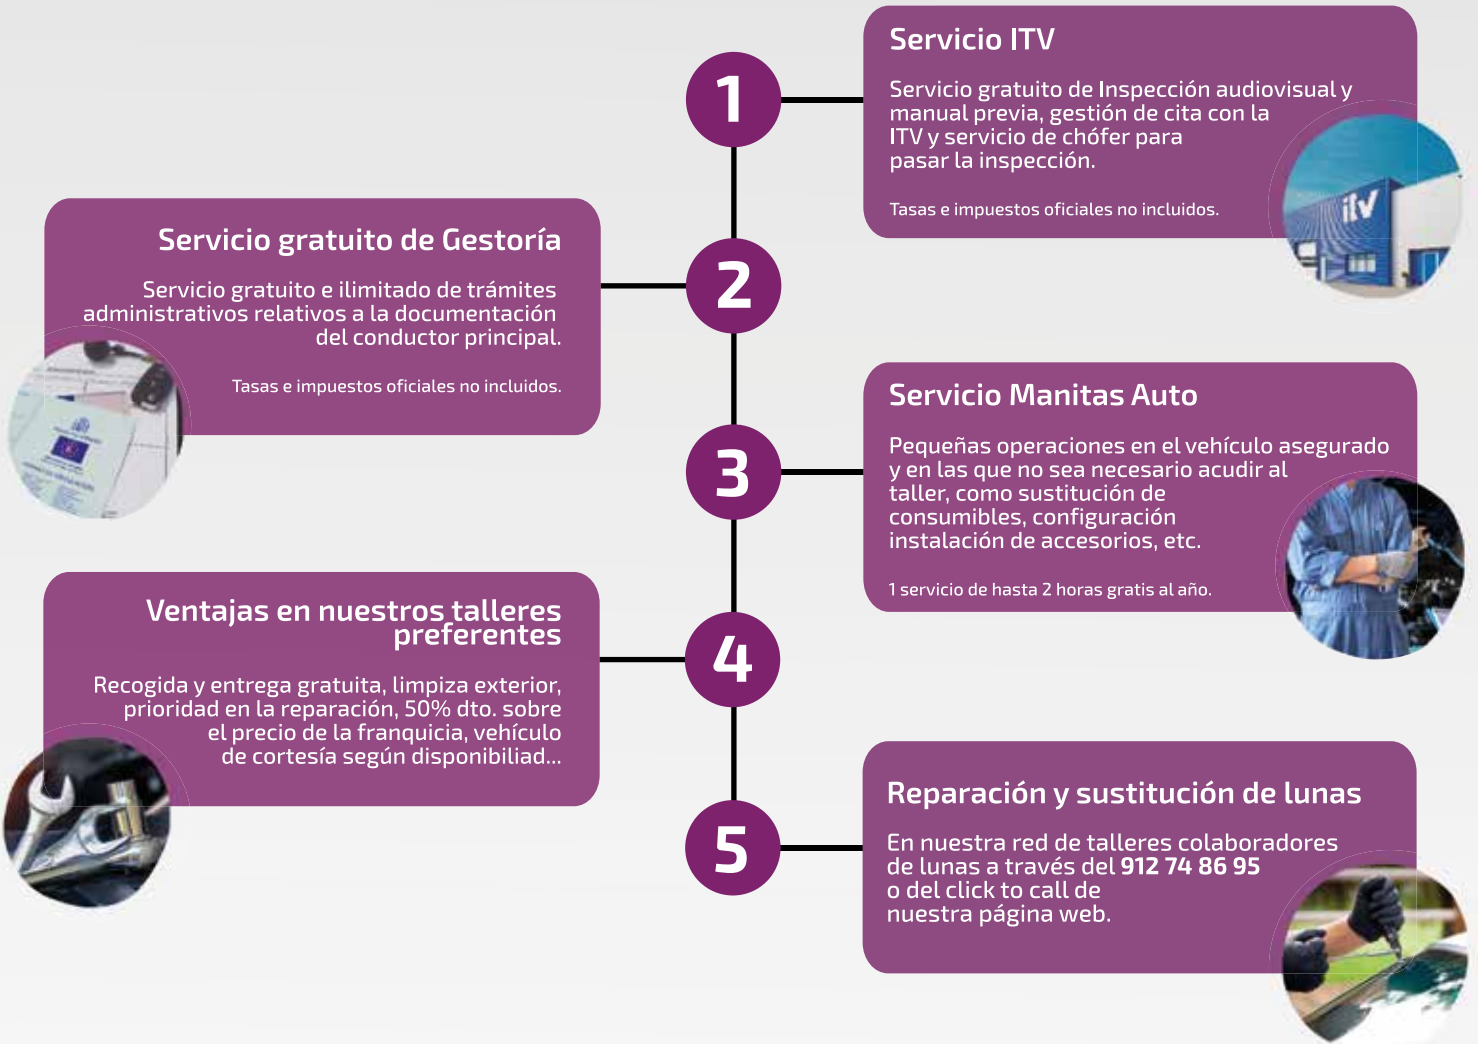 1
Servicio ITV
Servicio gratuito de Inspección audiovisual y
manual previa, gestión de cita con la
ITV y servicio de chófer para
pasar la inspección.
Tasas e impuestos oficiales no incluidos.
itv
2
Servicio gratuito de Gestoría
Servicio gratuito e ilimitado de trámites
administrativos relativos a la documentación
del conductor principal.
Tasas e impuestos oficiales no incluidos.
3
Servicio Manitas Auto
Pequeñas operaciones en el vehículo asegurado
y en las que no sea necesario acudir al
taller, como sustitución de
consumibles, configuración
instalación de accesorios, etc.
1 servicio de hasta 2 horas gratis al año.
4
Ventajas en nuestros talleres
preferentes
Recogida y entrega gratuita, limpiza exterior,
prioridad en la reparación, 50% dto. sobre
el precio de la franquicia, vehículo
de cortesía según disponibiliad...
5
Reparación y sustitución de lunas
En nuestra red de talleres colaboradores
de lunas a través del 912 74 86 95
o del click to call de
nuestra página web.